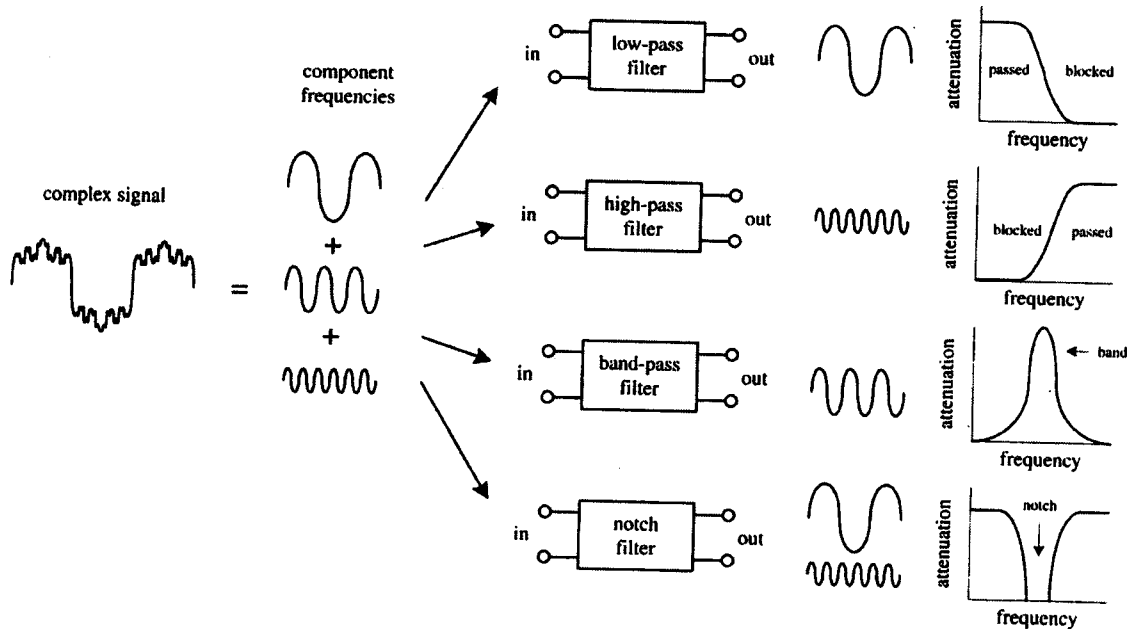 complex signal
=
component
frequencies
+
+
in
low-pass
filter
out
attenuation
passed
blocked
frequency
in
high-pass
filter
out
attenuation
blocked
passed
frequency
in
band-pass
filter
out
attenuation
band
frequency
in
notch
filter
out
attenuation
notch
frequency